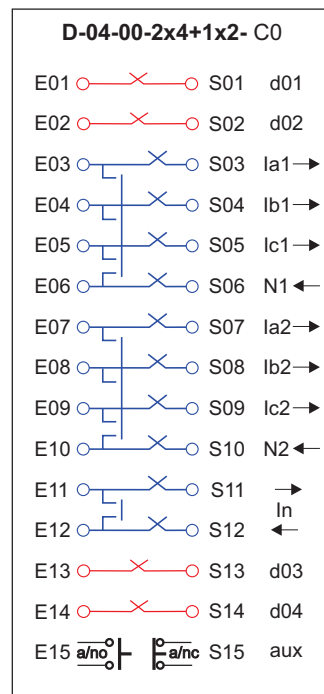 D-04-00-2x4+1x2- C0
E01 S01 d01
E02 S02 d02
E03 S03 Ia1
E04 S04 Ib1
E05 S05 Ic1
E06 S06 N1
E07 S07 Ia2
E08 S08 Ib2
E09 S09 Ic2
E10 S10 N2
E11 S11
In
E12 S12
E13 S13 d03
E14 S14 d04
E15 a/no a/nc S15 aux